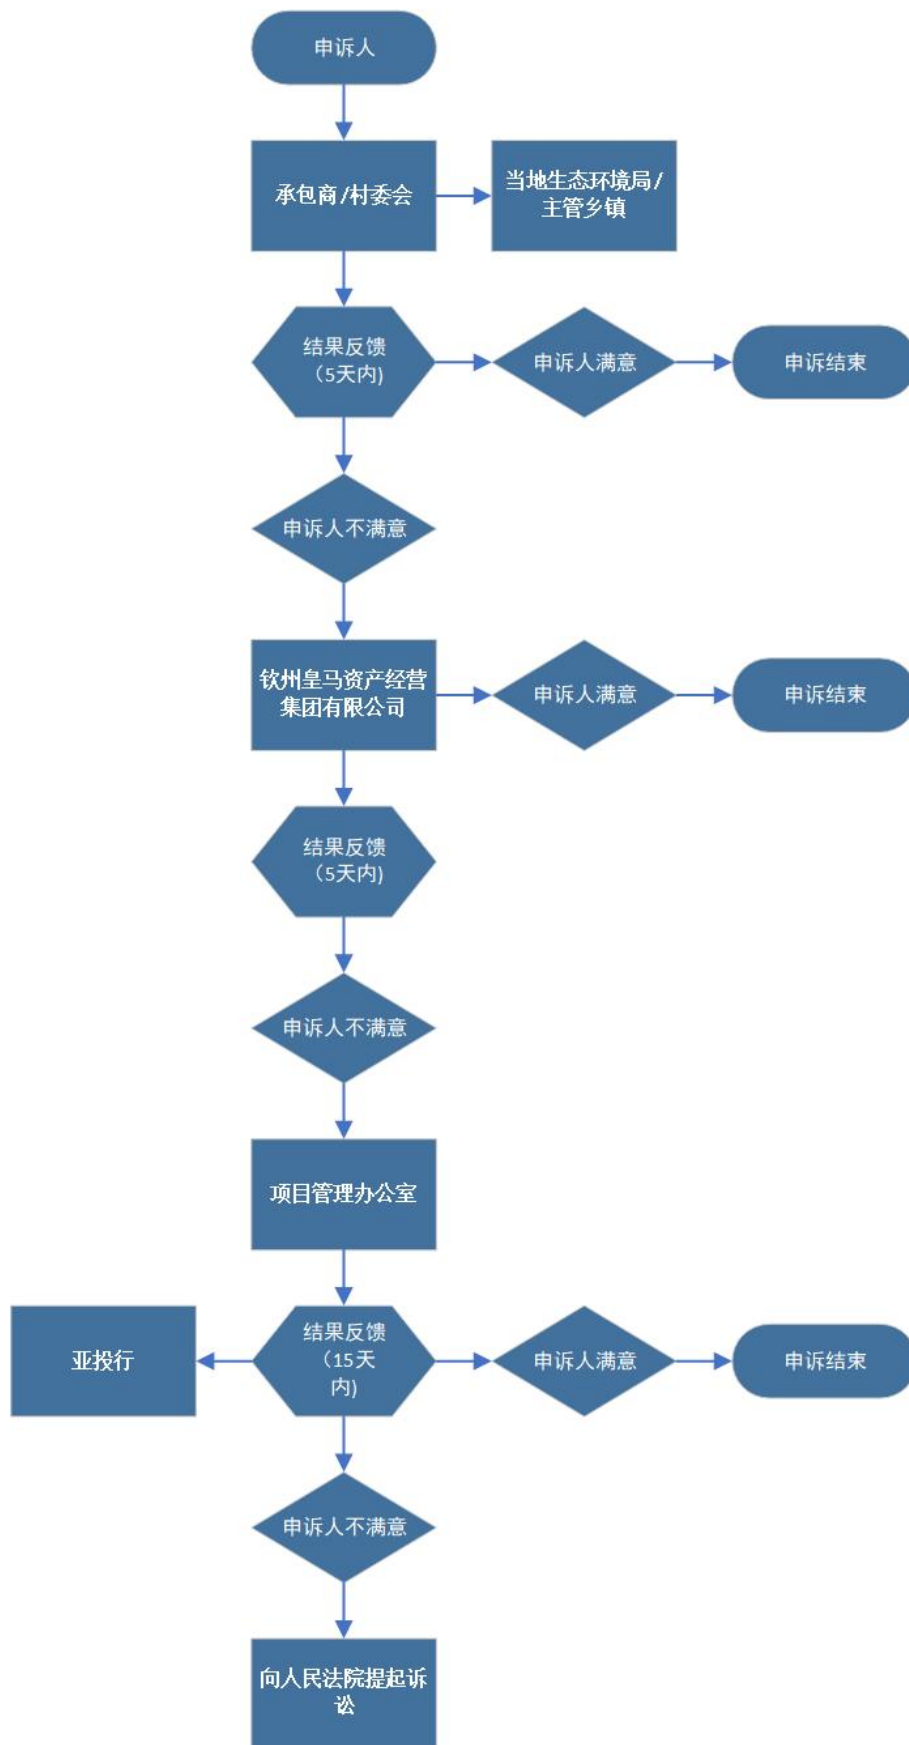 申诉人
承包商/村委会
当地生态环境局/
主管乡镇
结果反馈
（5天内)
申诉人满意
申诉结束
申诉人不满意
钦州皇马资产经营
集团有限公司
申诉人满意
申诉结束
结果反馈
（5天内)
申诉人不满意
项目管理办公室
亚投行
结果反馈
（15天
内)
申诉人满意
申诉结束
申诉人不满意
向人民法院提起诉
讼